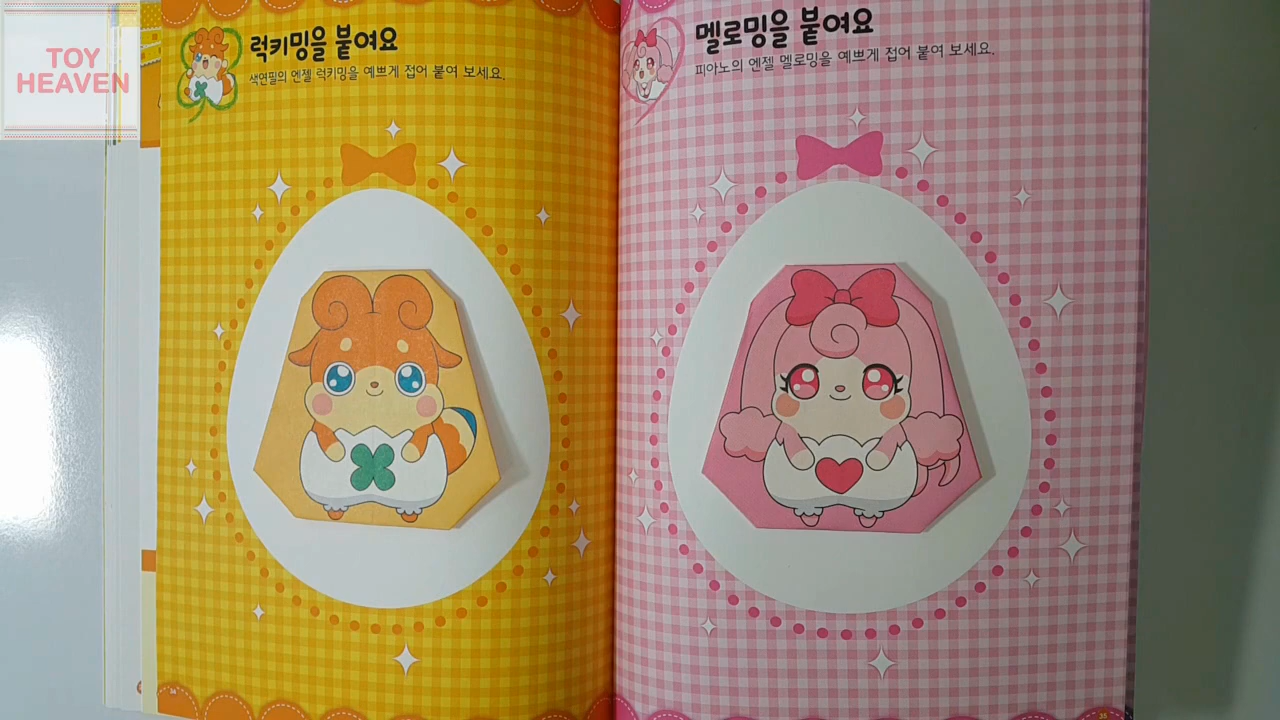 TOY
HEAVEN
럭키밍을 붙여요
색연필의 엔젤 럭키밍을 예쁘게 접어 붙여 보세요.
멜로밍을 붙여요
피아노의 엔젤 멜로밍을 예쁘게 접어 붙여 보세요.
34
35